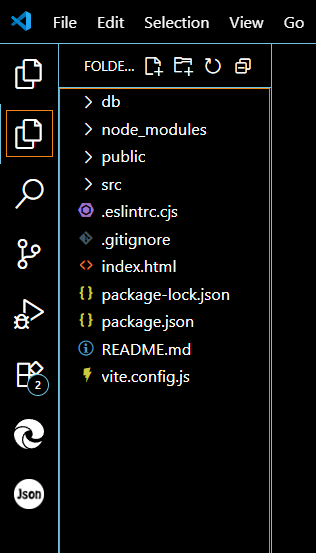 File Edit Selection View Go
FOLDE...
db
node_modules
public
src
.eslintrc.cjs
.gitignore
index.html
package-lock.json
package.json
README.md
vite.config.js
2
Json